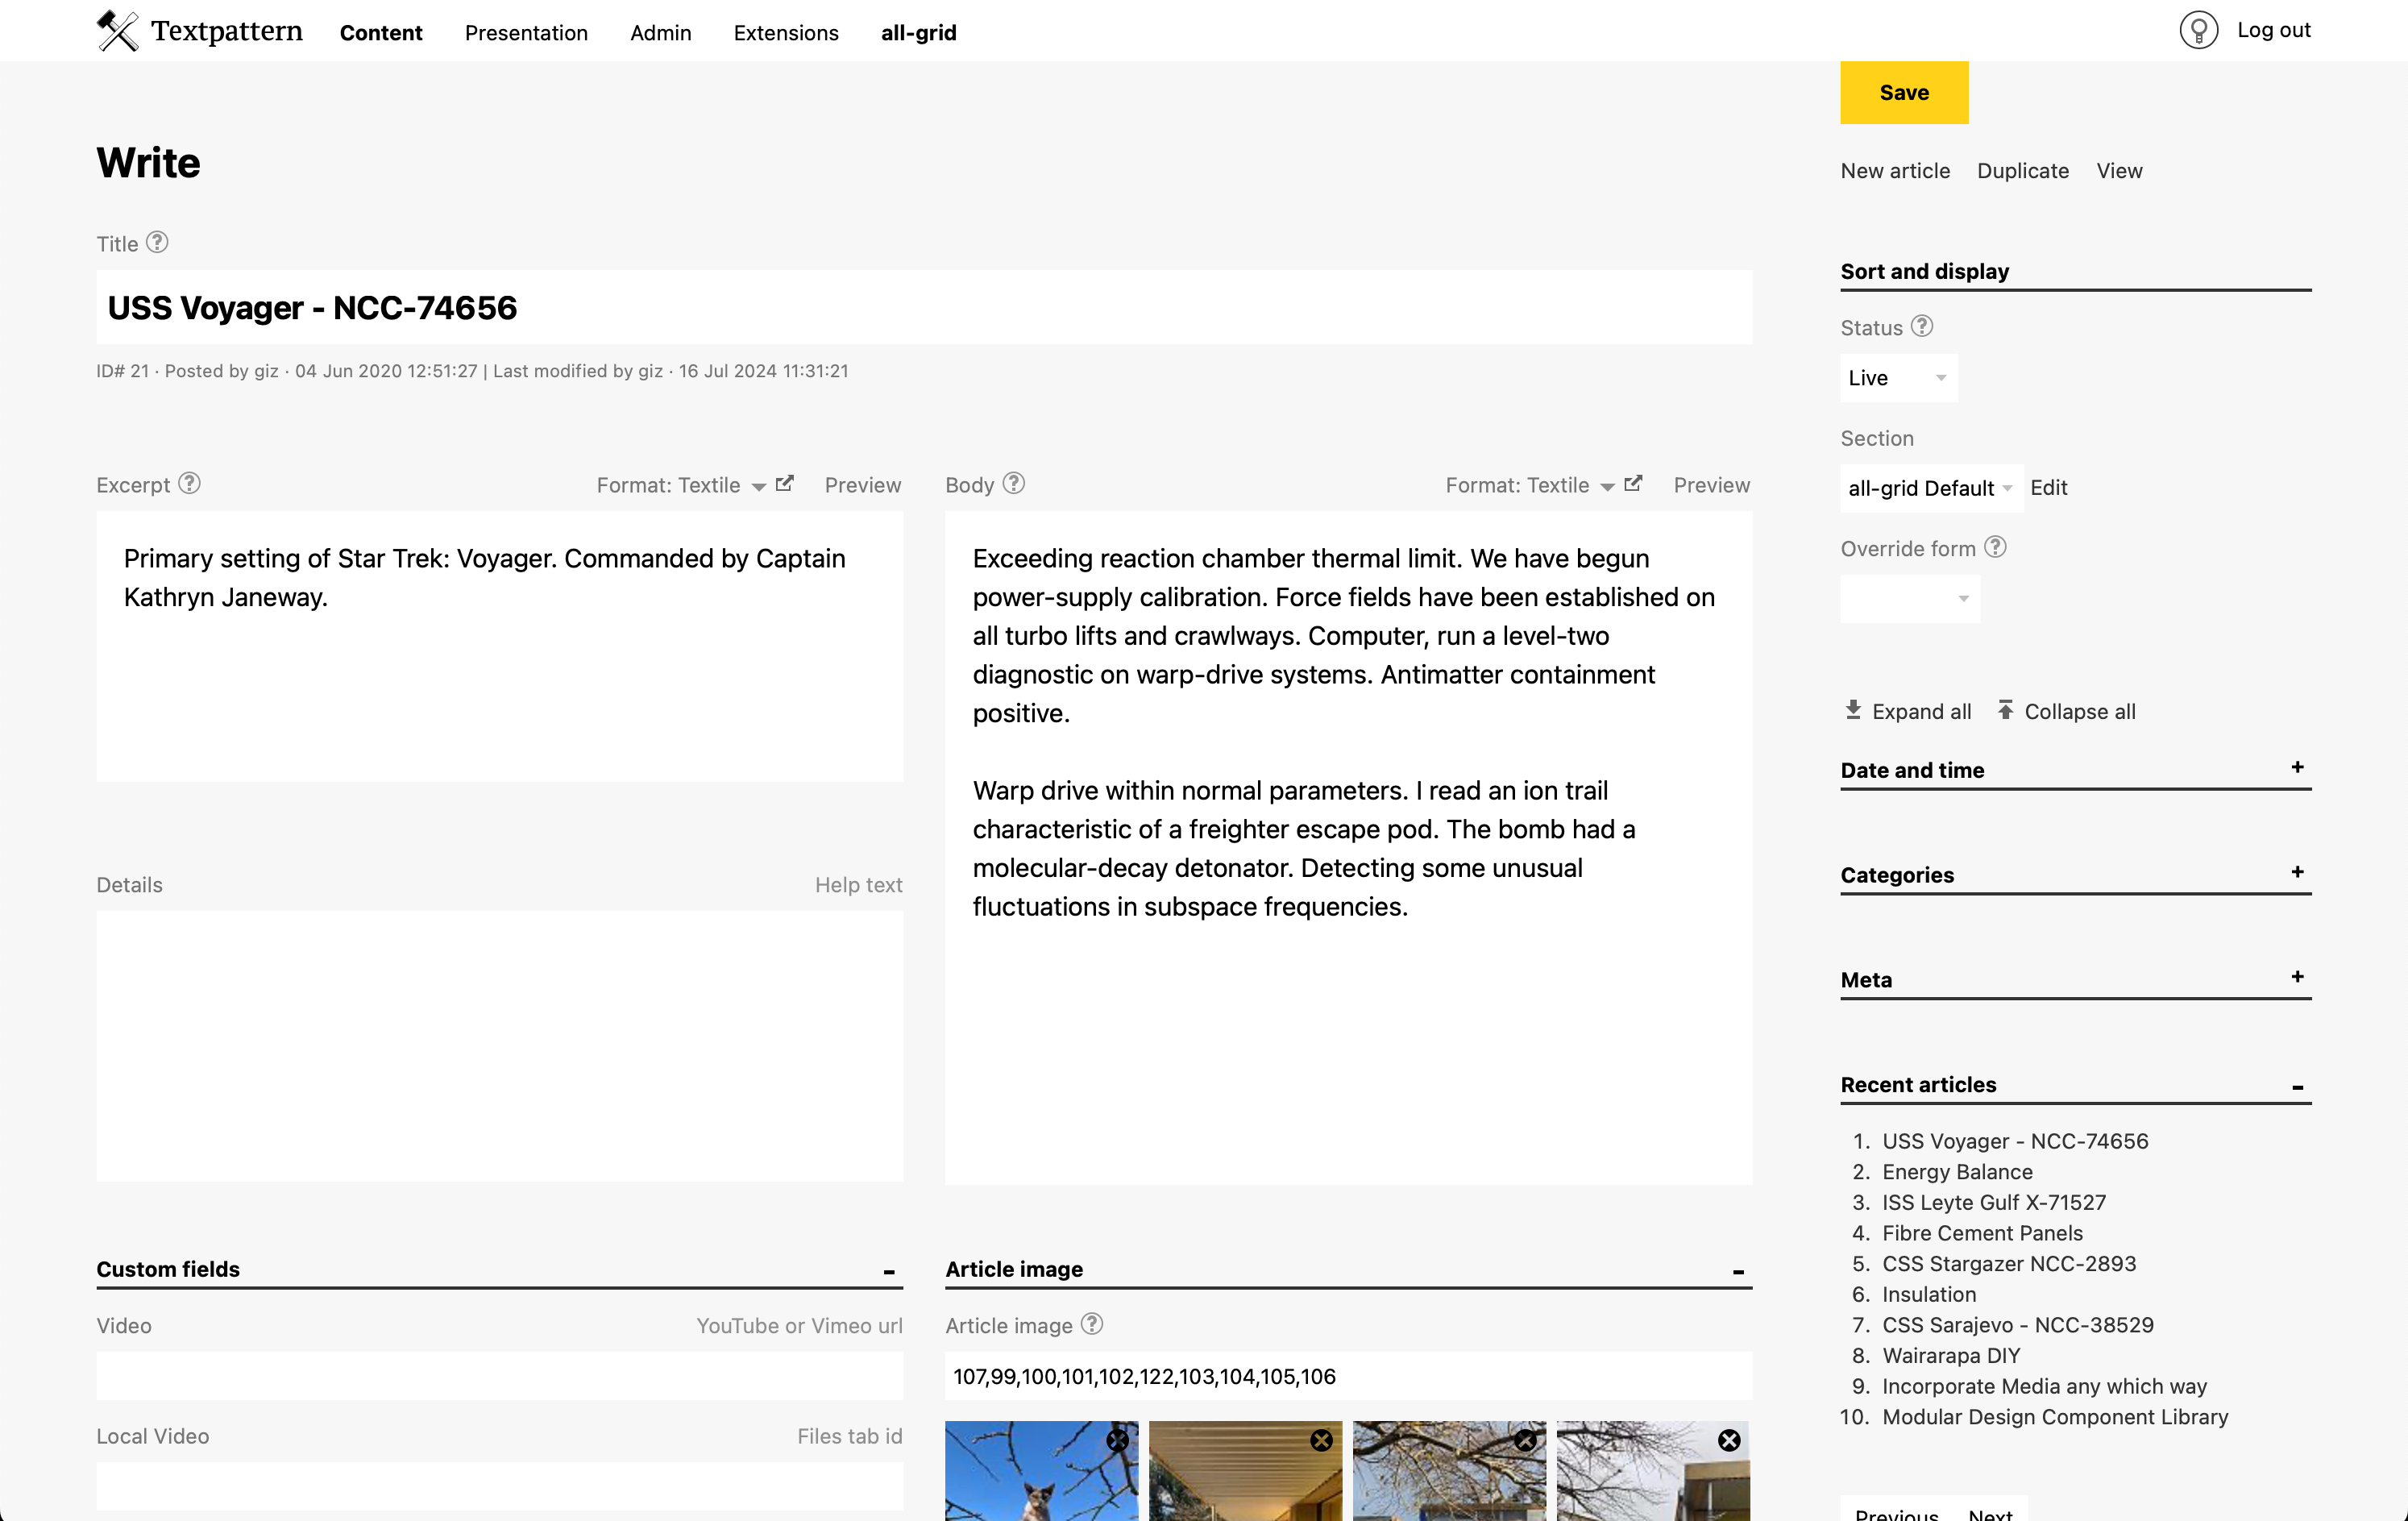 Textpattern
Content
Presentation
Admin
Extensions
all-grid
Log out
Save
New article
Duplicate
View
Write
Title ?
USS Voyager - NCC-74656
ID# 21 · Posted by giz · 04 Jun 2020 12:51:27 | Last modified by giz · 16 Jul 2024 11:31:21
Excerpt ?
Format: Textile
Preview
Primary setting of Star Trek: Voyager. Commanded by Captain
Kathryn Janeway.
Details
Help text
Body ?
Format: Textile
Preview
Exceeding reaction chamber thermal limit. We have begun
power-supply calibration. Force fields have been established on
all turbo lifts and crawlways. Computer, run a level-two
diagnostic on warp-drive systems. Antimatter containment
positive.
Warp drive within normal parameters. I read an ion trail
characteristic of a freighter escape pod. The bomb had a
molecular-decay detonator. Detecting some unusual
fluctuations in subspace frequencies.
Custom fields -
Video
YouTube or Vimeo url
Local Video
Files tab id
Article image -
Article image ?
107,99,100,101,102,122,103,104,105,106
Sort and display
Status ?
Live
Section
all-grid Default
Edit
Override form ?
Expand all
Collapse all
Date and time +
Categories +
Meta +
Recent articles -
1. USS Voyager - NCC-74656
2. Energy Balance
3. ISS Leyte Gulf X-71527
4. Fibre Cement Panels
5. CSS Stargazer NCC-2893
6. Insulation
7. CSS Sarajevo - NCC-38529
8. Wairarapa DIY
9. Incorporate Media any which way
10. Modular Design Component Library
Previous
Next